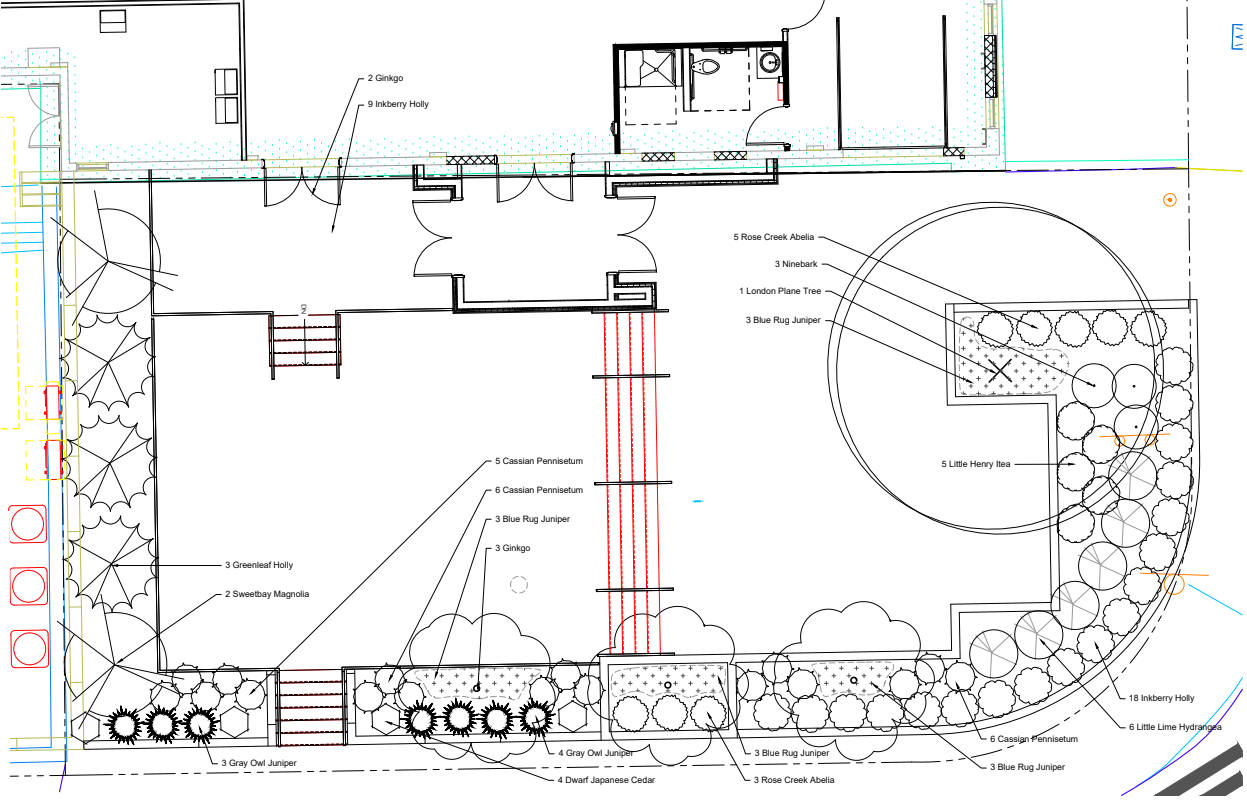 2 Ginkgo
9 Inkberry Holly
5 Rose Creek Abelia
3 Ninebark
1 London Plane Tree
3 Blue Rug Juniper
DN
5 Cassian Pennisetum
5 Little Henry Itea
6 Cassian Pennisetum
3 Blue Rug Juniper
3 Ginkgo
3 Greenleaf Holly
2 Sweetbay Magnolia
18 Inkberry Holly
6 Little Lime Hydrangea
6 Cassian Pennisetum
4 Gray Owl Juniper
3 Blue Rug Juniper
3 Gray Owl Juniper
3 Blue Rug Juniper
4 Dwarf Japanese Cedar
3 Rose Creek Abelia